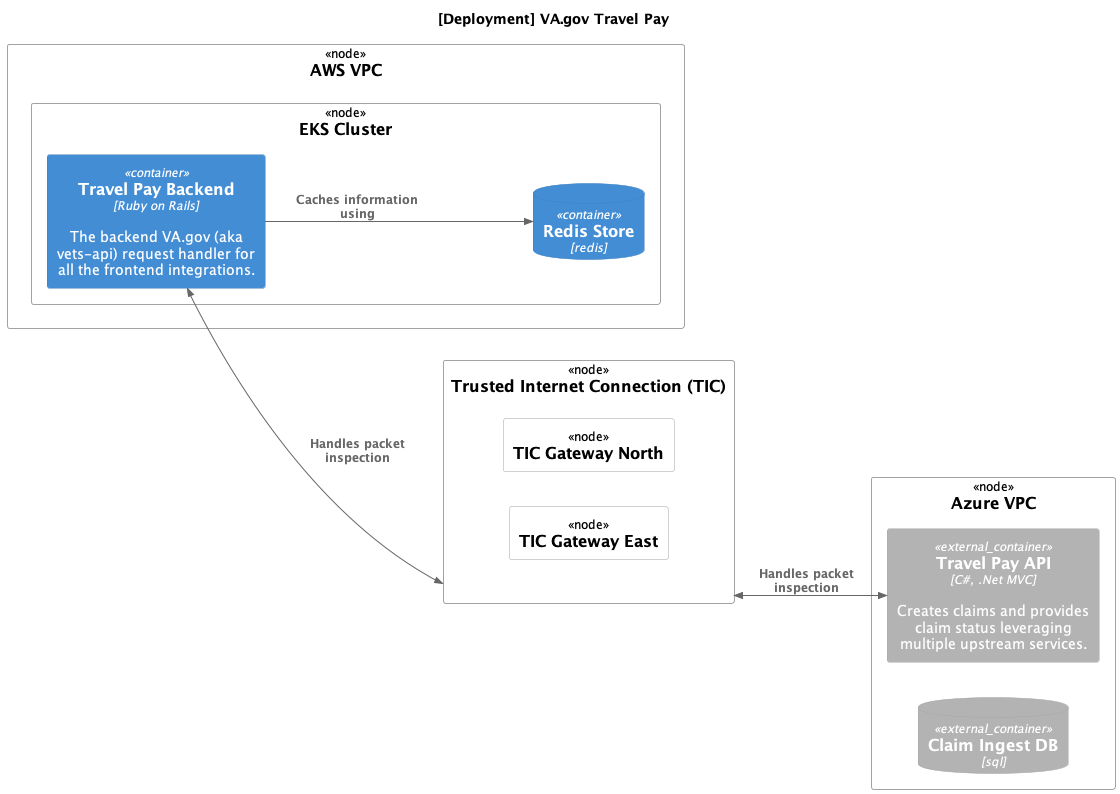 [Deployment] VA.gov Travel Pay
«node»
AWS VPC
«node»
EKS Cluster
«container»
Travel Pay Backend
[Ruby on Rails]
The backend VA.gov (aka
vets-api) request handler for
all the frontend integrations.
Caches information
using
«container»
Redis Store
[redis]
«node»
Trusted Internet Connection (TIC)
«node»
TIC Gateway North
«node»
TIC Gateway East
Handles packet
inspection
Handles packet
inspection
«node»
Azure VPC
«external_container»
Travel Pay API
[C#, .Net MVC]
Creates claims and provides
claim status leveraging
multiple upstream services.
«external_container»
Claim Ingest DB
[sql]